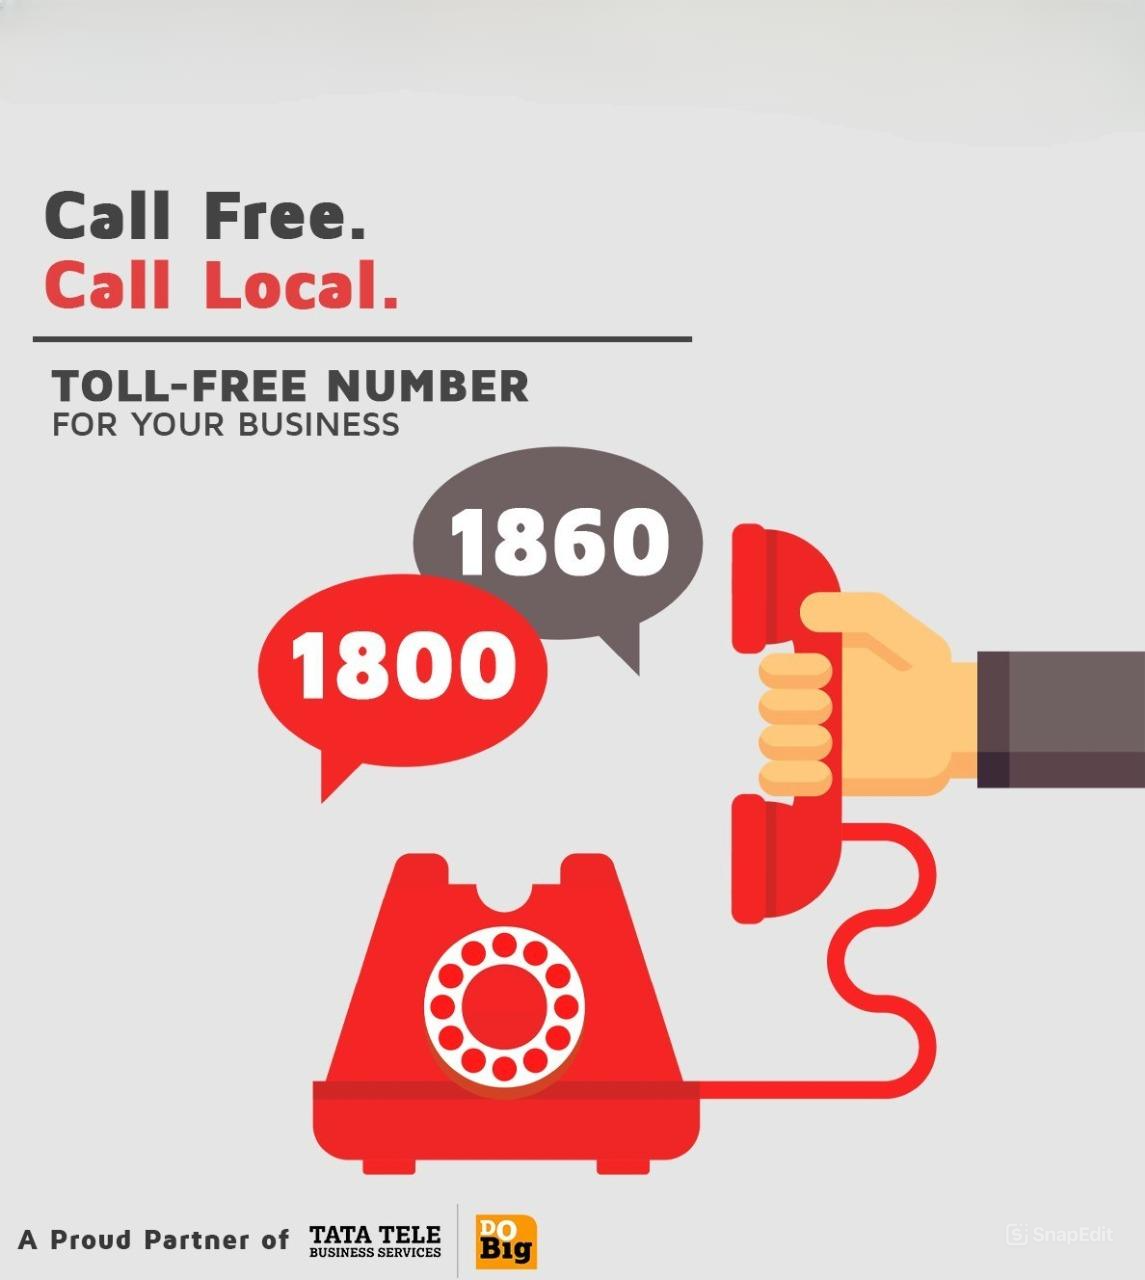 Call Free.
Call Local.
TOLL-FREE NUMBER
FOR YOUR BUSINESS
1860
1800
A Proud Partner of
TATA TELE
BUSINESS SERVICES
DO
Big
SnapEdit